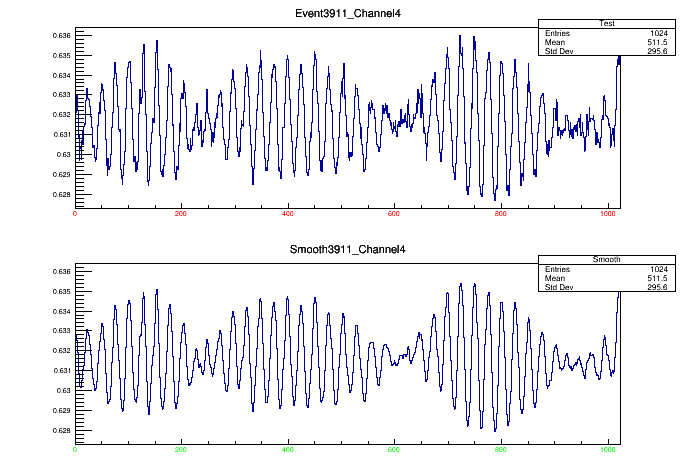 Event3911_Channel4
Test
Entries 1024
Mean 511.5
Std Dev 295.6
0.636
0.635
0.634
0.633
0.632
0.631
0.63
0.629
0.628
0 200 400 600 800 1000
Smooth3911_Channel4
Smooth
Entries 1024
Mean 511.5
Std Dev 295.6
0.636
0.635
0.634
0.633
0.632
0.631
0.63
0.629
0.628
0 200 400 600 800 1000